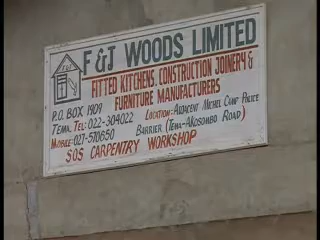 F&J
F&J WOODS LIMITED
FITTED KITCHENS, CONSTRUCTION JOINERY &
FURNITURE MANUFACTURERS
P.O. BOX 1909
TEMA, TEL: 022-304022
MOBILE: 027-570650
LOCATION: ADJACENT MICHEL CAMP POLICE
BARRIER (TEMA-AKOSOMBO ROAD)
SOS CARPENTRY WORKSHOP